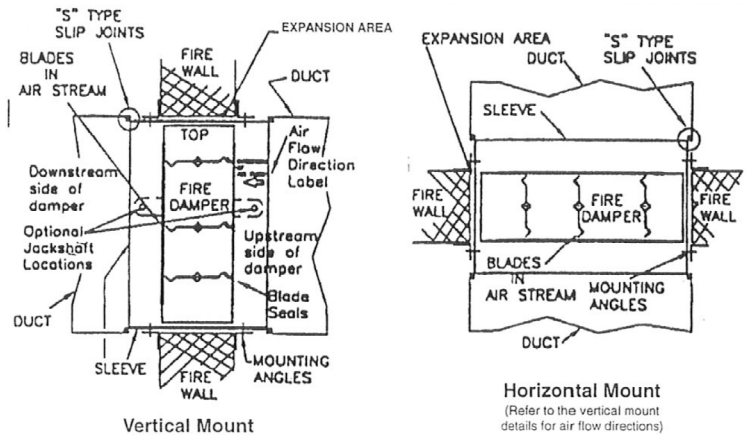 "S" TYPE
SLIP JOINTS
EXPANSION AREA
BLADES
IN
AIR STREAM
FIRE
WALL
DUCT
TOP
Air
Flow
Direction
Label
Downstream
side of
damper
FIRE
DAMPER
Optional
Jackshaft
Locations
Upstream
side of
damper
Blade
Seals
DUCT
SLEEVE
FIRE
WALL
MOUNTING
ANGLES
Vertical Mount
EXPANSION AREA
DUCT
"S" TYPE
SLIP JOINTS
SLEEVE
FIRE
WALL
FIRE
DAMPER
FIRE
WALL
BLADES
IN
AIR STREAM
MOUNTING
ANGLES
DUCT
Horizontal Mount
(Refer to the vertical mount
details for air flow directions)